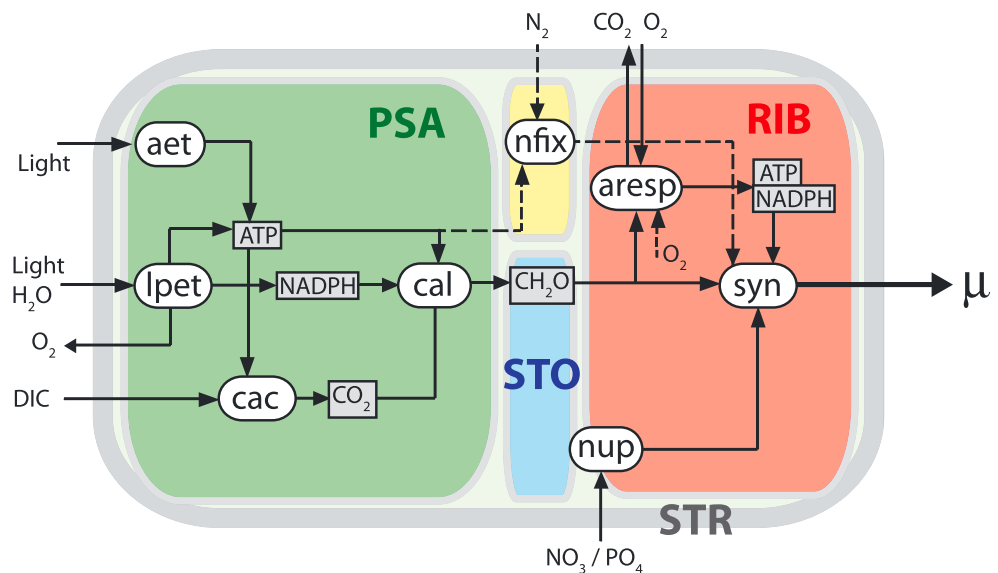 N₂
CO₂ O₂
PSA
RIB
aet
nfix
Light
ATP
aresp
NADPH
ATP
Light
H₂O
lpet
NADPH
cal
CH₂O
O₂
syn
μ
O₂
STO
DIC
cac
CO₂
nup
STR
NO₃ / PO₄